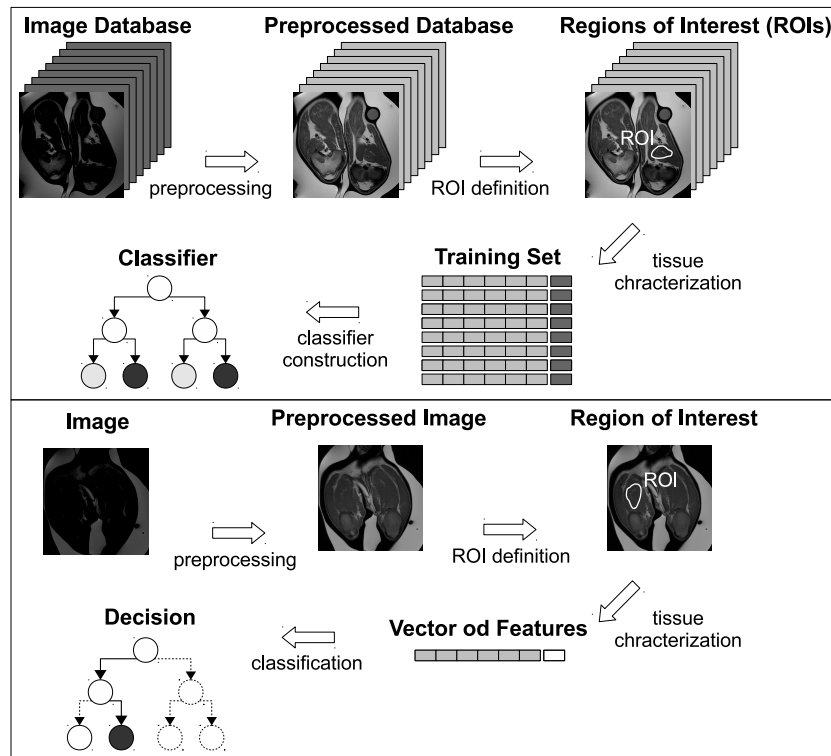 Image Database
Preprocessed Database
Regions of Interest (ROIs)
ROI
preprocessing
ROI definition
tissue
chracterization
Classifier
Training Set
classifier
construction
Image
Preprocessed Image
Region of Interest
ROI
preprocessing
ROI definition
tissue
chracterization
Decision
Vector od Features
classification